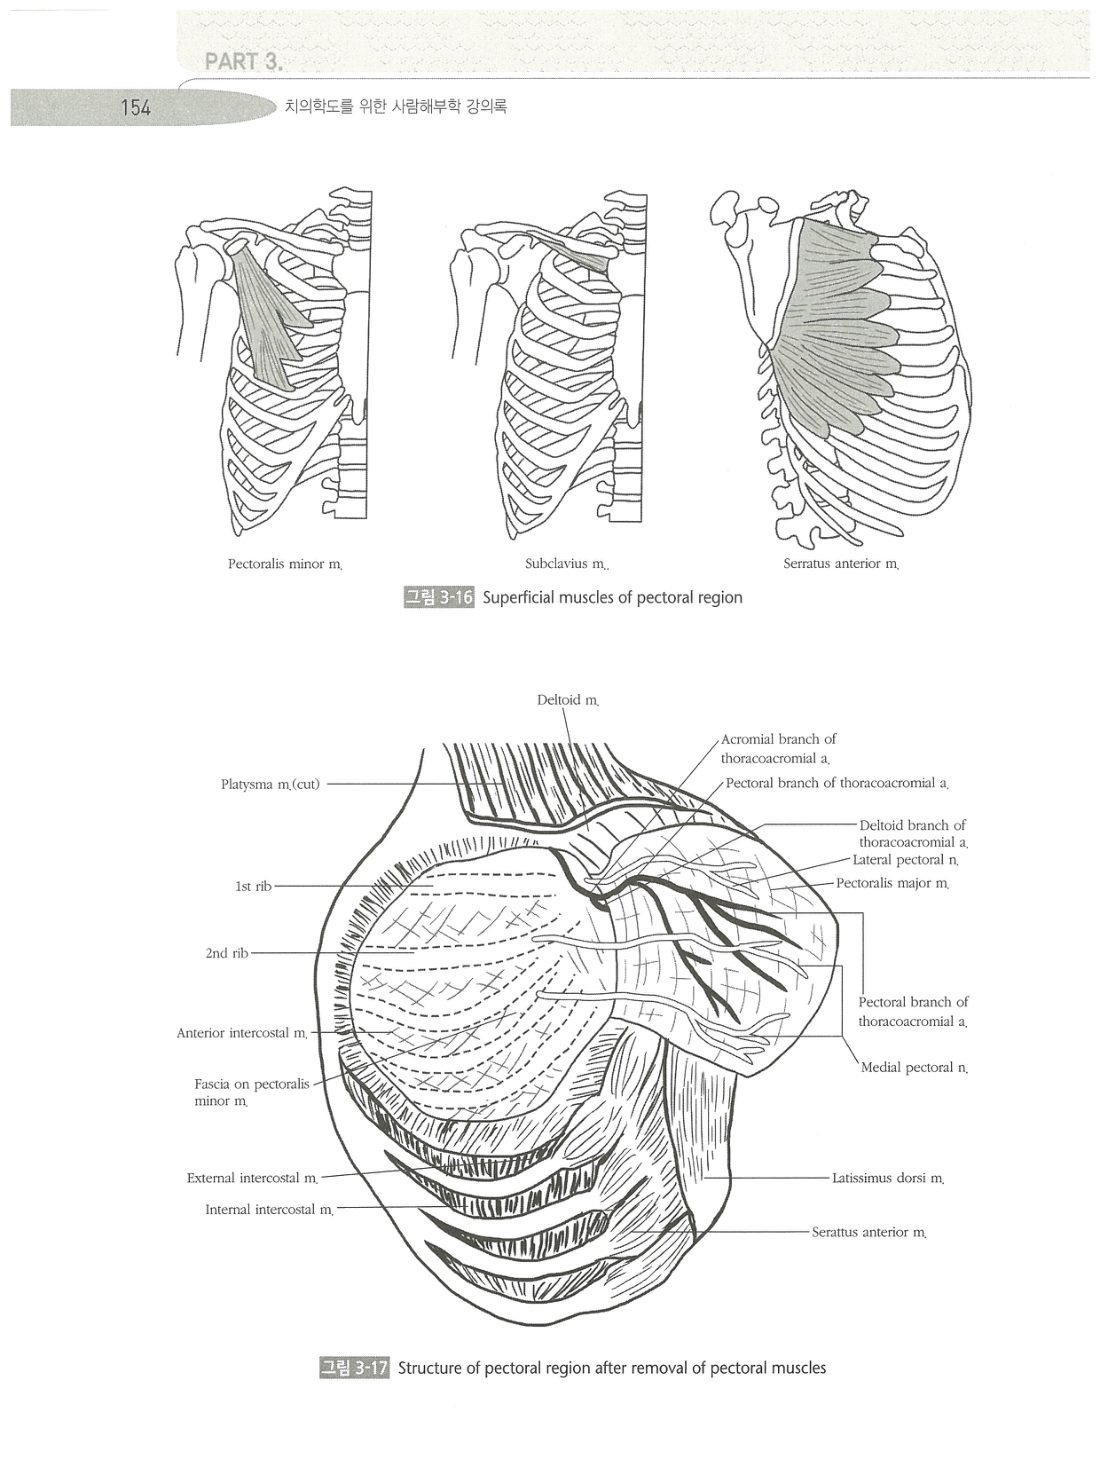 PART 3.
154
치의학도를 위한 사람해부학 강의록
Pectoralis minor m.
Subclavius m..
Serratus anterior m.
그림 3-16 Superficial muscles of pectoral region
Deltoid m.
Acromial branch of
thoracoacromial a.
Platysma m.(cut)
Pectoral branch of thoracoacromial a.
Deltoid branch of
thoracoacromial a.
Lateral pectoral n.
1st rib
Pectoralis major m.
2nd rib
Pectoral branch of
thoracoacromial a.
Anterior intercostal m.
Medial pectoral n.
Fascia on pectoralis
minor m.
External intercostal m.
Latissimus dorsi m.
Internal intercostal m.
Serattus anterior m.
그림 3-17 Structure of pectoral region after removal of pectoral muscles